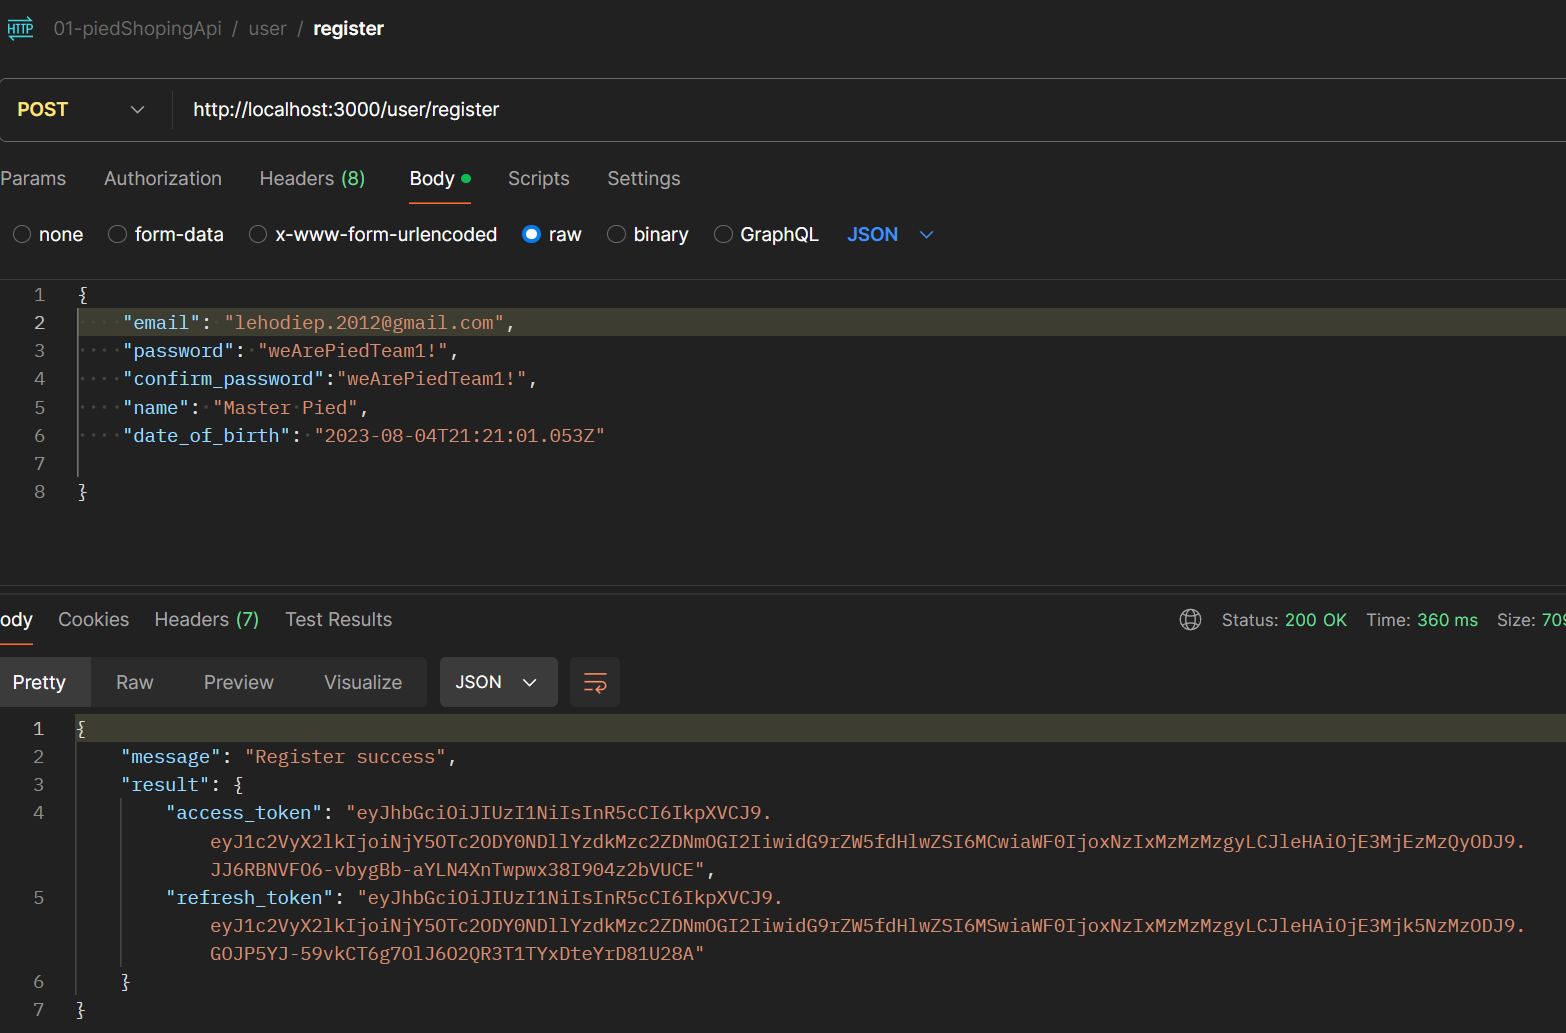 HTTP 01-piedShopingApi / user / register
POST http://localhost:3000/user/register
Params Authorization Headers (8) Body Scripts Settings
none form-data x-www-form-urlencoded raw binary GraphQL JSON
1 {
2 "email": "lehodiep.2012@gmail.com",
3 "password": "weArePiedTeam1!",
4 "confirm_password":"weArePiedTeam1!",
5 "name": "Master Pied",
6 "date_of_birth": "2023-08-04T21:21:01.053Z"
7
8 }
ody Cookies Headers (7) Test Results Status: 200 OK Time: 360 ms Size: 709
Pretty Raw Preview Visualize JSON
1 {
2 "message": "Register success",
3 "result": {
4 "access_token": "eyJhbGciOiJIUzI1NiIsInR5cCI6IkpXVCJ9.
eyJ1c2VyX2lkIjoiNjY5OTc2ODY0NDllYzdkMzc2ZDNmOGI2IiwidG9rZW5fdHlwZSI6MCwiaWF0IjoxNzIxMzMzMzgyLCJleHAiOjE3MjEzMzQyODJ9.
JJ6RBNVFO6-vbygBb-aYLN4XnTwpwx38I904z2bVUCE",
5 "refresh_token": "eyJhbGciOiJIUzI1NiIsInR5cCI6IkpXVCJ9.
eyJ1c2VyX2lkIjoiNjY5OTc2ODY0NDllYzdkMzc2ZDNmOGI2IiwidG9rZW5fdHlwZSI6MSwiaWF0IjoxNzIxMzMzMzgyLCJleHAiOjE3Mjk5NzMzODJ9.
GOJP5YJ-59vkCT6g7OlJ6O2QR3T1TYxDteYrD81U28A"
6 }
7 }